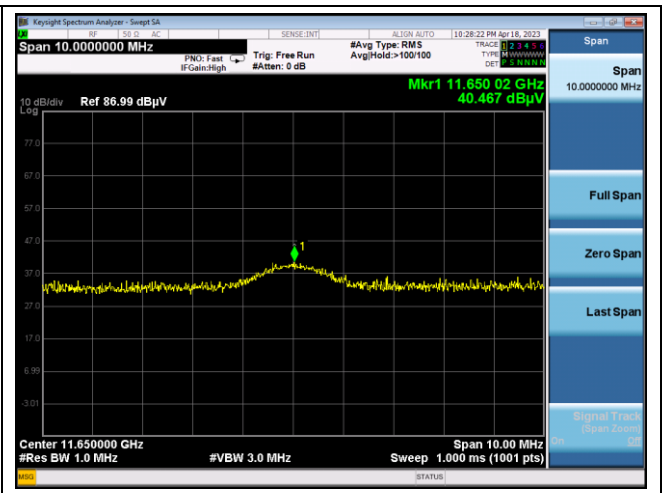 Keysight Spectrum Analyzer - Swept SA
RF 50 Ω AC SENSE:INT ALIGN AUTO 10:28:22 PM Apr 18, 2023
Span 10.0000000 MHz
PNO: Fast
IFGain:High
Trig: Free Run
#Atten: 0 dB
#Avg Type: RMS
Avg|Hold:>100/100
TRACE 1 2 3 4 5 6
TYPE M W W W W W
DET P S N N N N
Span
Span
10.0000000 MHz
Full Span
Zero Span
Last Span
Signal Track
(Span Zoom)
On Off
Mkr1 11.650 02 GHz
40.467 dBµV
10 dB/div Ref 86.99 dBµV
Log
77.0
67.0
57.0
47.0
37.0
27.0
17.0
6.99
-3.01
1
Center 11.650000 GHz Span 10.00 MHz
#Res BW 1.0 MHz #VBW 3.0 MHz Sweep 1.000 ms (1001 pts)
MSG STATUS